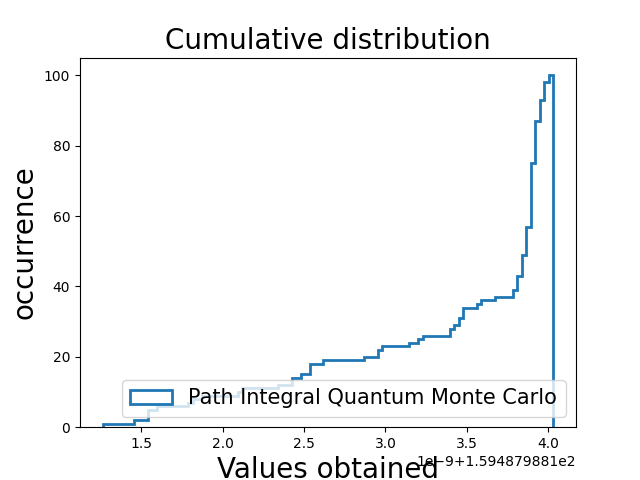 Cumulative distribution
100
80
60
40
20
0
occurrence
Path Integral Quantum Monte Carlo
1.5 2.0 2.5 3.0 3.5 4.0
1e−9+1.594879881e2
Values obtained